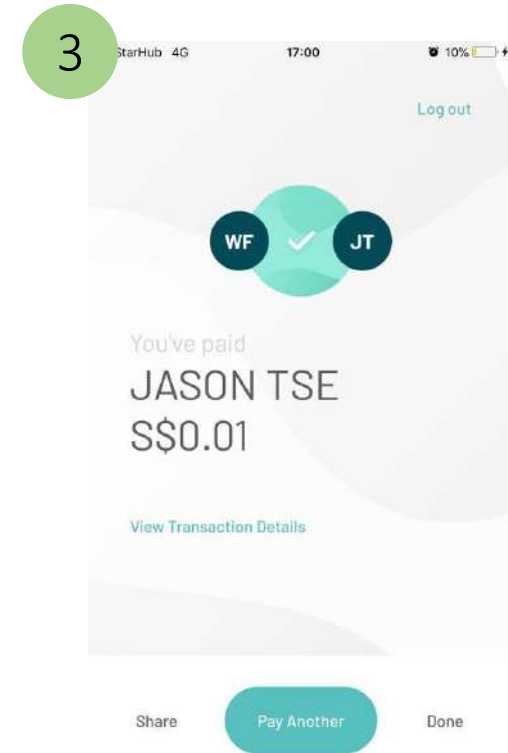 3
StarHub 4G 17:00 10%
Log out
WF JT
You've paid
JASON TSE
S$0.01
View Transaction Details
Share Pay Another Done